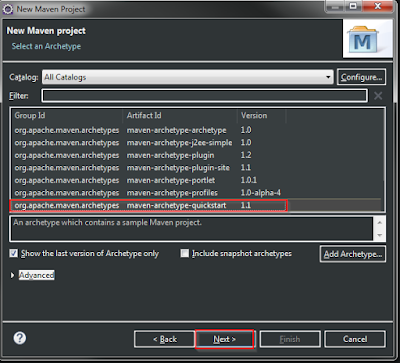 New Maven Project
New Maven project
Select an Archetype
Catalog: All Catalogs Configure...
Filter:
Group Id Artifact Id Version
org.apache.maven.archetypes maven-archetype-archetype 1.0
org.apache.maven.archetypes maven-archetype-j2ee-simple 1.0
org.apache.maven.archetypes maven-archetype-plugin 1.2
org.apache.maven.archetypes maven-archetype-plugin-site 1.1
org.apache.maven.archetypes maven-archetype-portlet 1.0.1
org.apache.maven.archetypes maven-archetype-profiles 1.0-alpha-4
org.apache.maven.archetypes maven-archetype-quickstart 1.1
An archetype which contains a sample Maven project.
Show the last version of Archetype only Include snapshot archetypes Add Archetype...
Advanced
? < Back Next > Finish Cancel